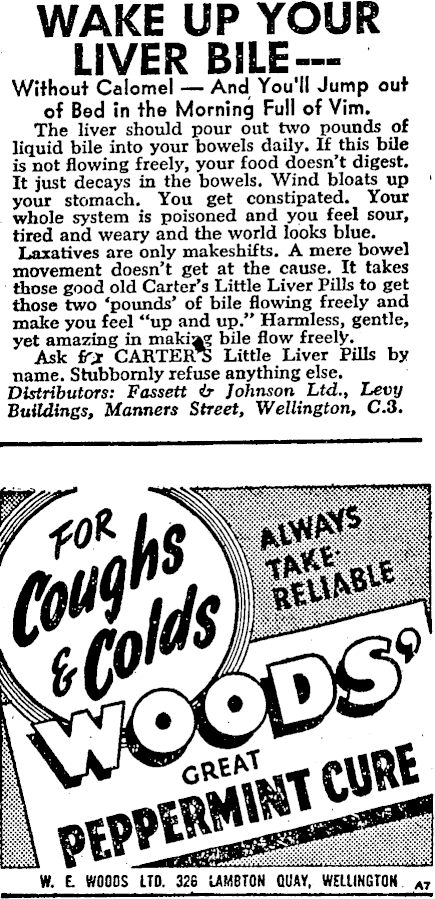 WAKE UP YOUR
LIVER BILE---
Without Calomel — And You'll Jump out
of Bed in the Morning Full of Vim.
The liver should pour out two pounds of
liquid bile into your bowels daily. If this bile
is not flowing freely, your food doesn't digest.
It just decays in the bowels. Wind bloats up
your stomach. You get constipated. Your
whole system is poisoned and you feel sour,
tired and weary and the world looks blue.
Laxatives are only makeshifts. A mere bowel
movement doesn't get at the cause. It takes
those good old Carter's Little Liver Pills to get
those two 'pounds' of bile flowing freely and
make you feel "up and up." Harmless, gentle,
yet amazing in making bile flow freely.
Ask for CARTER'S Little Liver Pills by
name. Stubbornly refuse anything else.
Distributors: Fassett & Johnson Ltd., Levy
Buildings, Manners Street, Wellington, C.3.
FOR
Coughs
& Colds
ALWAYS
TAKE-
RELIABLE
WOODS'
GREAT
PEPPERMINT CURE
W. E. WOODS LTD. 326 LAMBTON QUAY, WELLINGTON A7